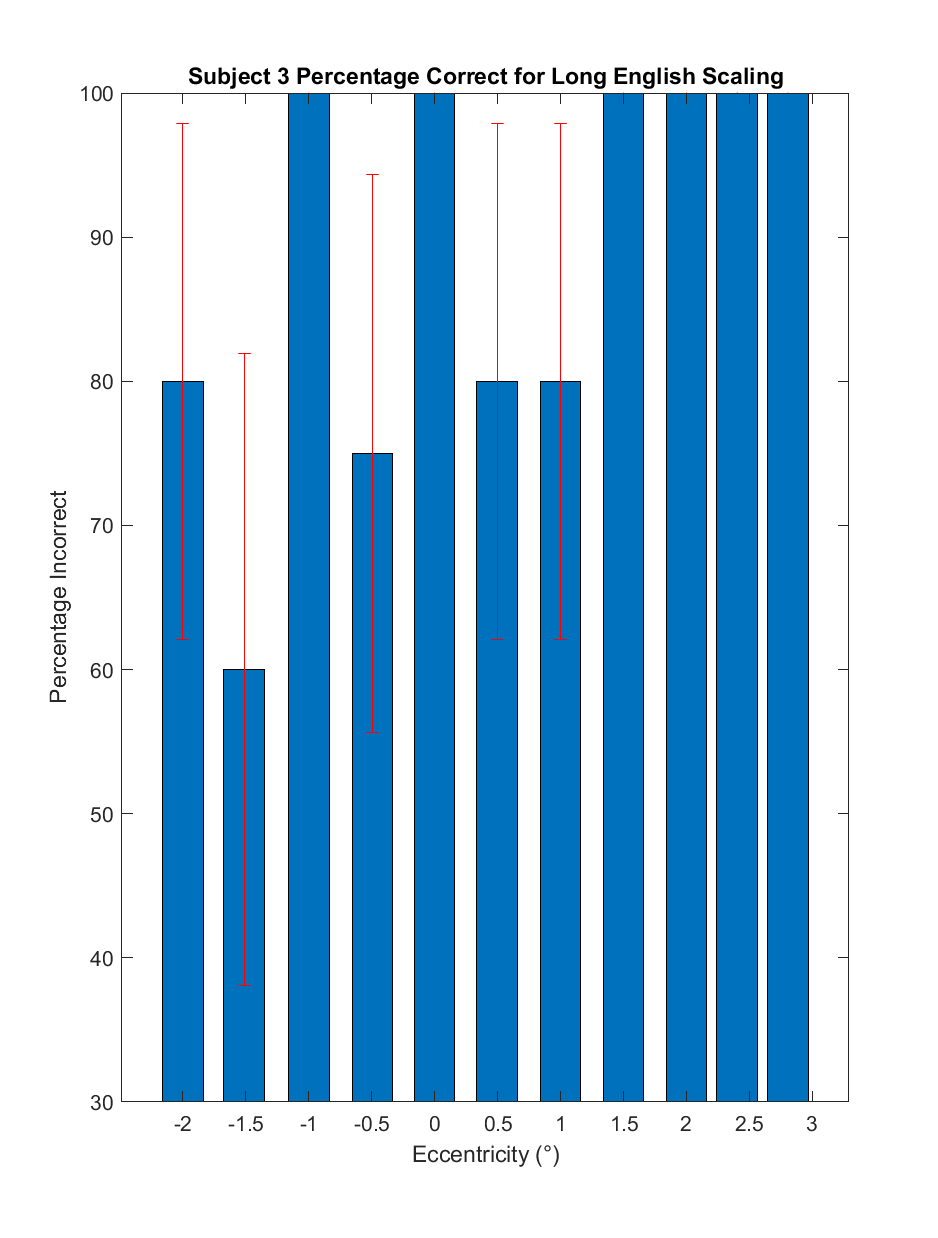 Subject 3 Percentage Correct for Long English Scaling
100
90
80
70
60
50
40
30
Percentage Incorrect
-2 -1.5 -1 -0.5 0 0.5 1 1.5 2 2.5 3
Eccentricity (°)